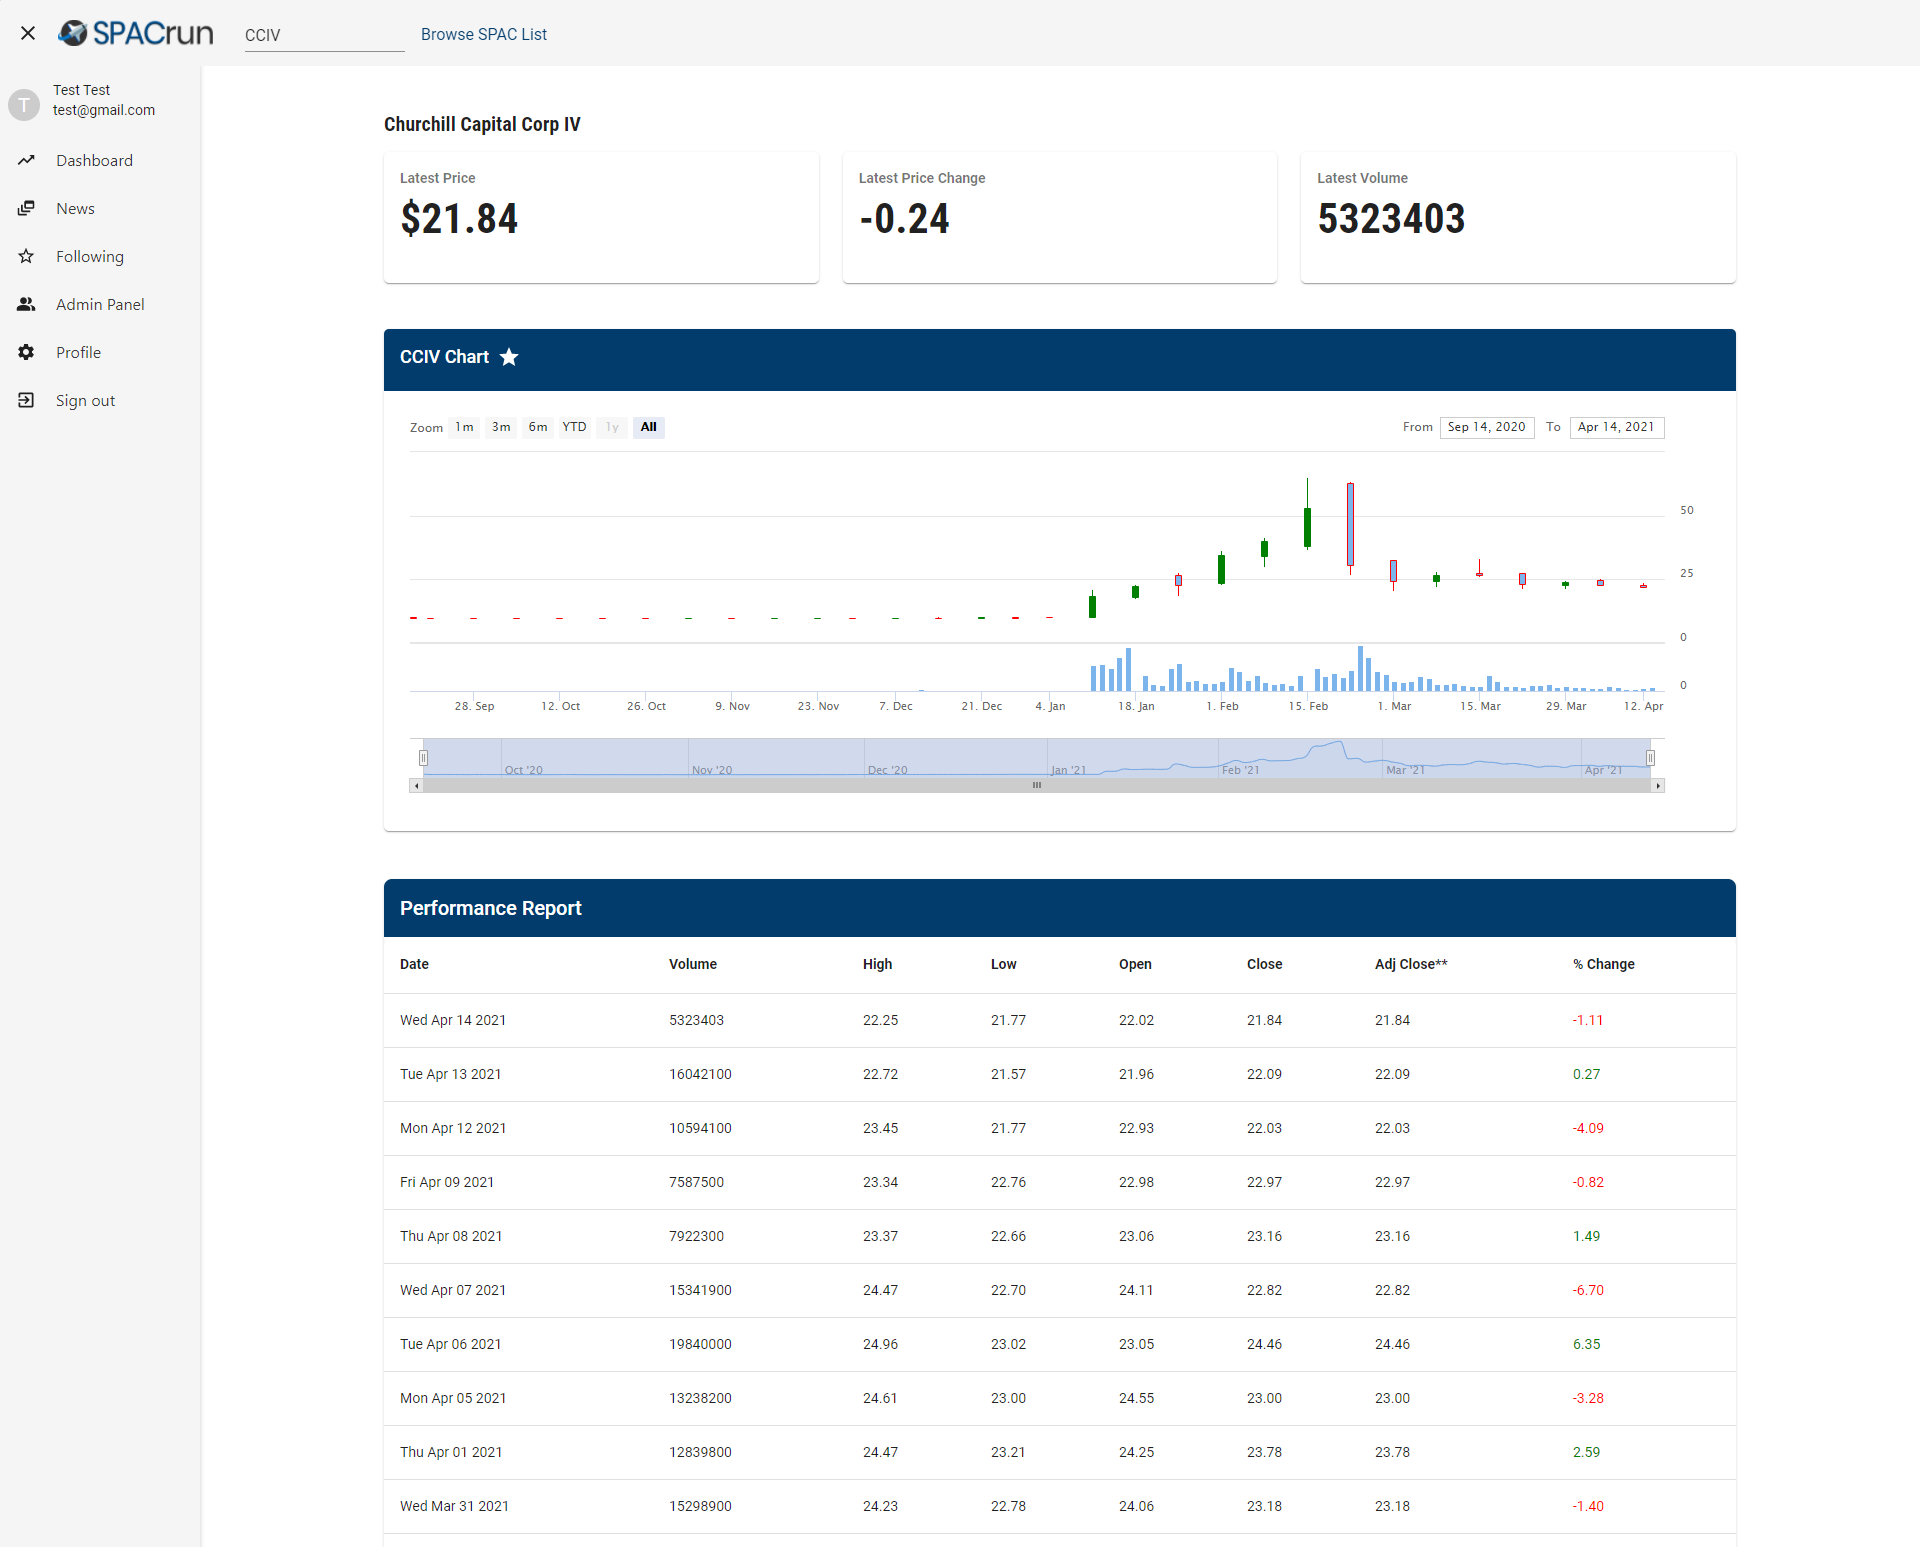 SPACrun CCIV Browse SPAC List
T
Test Test
test@gmail.com
Dashboard
News
Following
Admin Panel
Profile
Sign out
Churchill Capital Corp IV
Latest Price
$21.84
Latest Price Change
-0.24
Latest Volume
5323403
CCIV Chart
Zoom 1m 3m 6m YTD 1y All From Sep 14, 2020 To Apr 14, 2021
50
25
0
0
28. Sep 12. Oct 26. Oct 9. Nov 23. Nov 7. Dec 21. Dec 4. Jan 18. Jan 1. Feb 15. Feb 1. Mar 15. Mar 29. Mar 12. Apr
Oct '20 Nov '20 Dec '20 Jan '21 Feb '21 Mar '21 Apr '21
Performance Report
Date Volume High Low Open Close Adj Close** % Change
Wed Apr 14 2021 5323403 22.25 21.77 22.02 21.84 21.84 -1.11
Tue Apr 13 2021 16042100 22.72 21.57 21.96 22.09 22.09 0.27
Mon Apr 12 2021 10594100 23.45 21.77 22.93 22.03 22.03 -4.09
Fri Apr 09 2021 7587500 23.34 22.76 22.98 22.97 22.97 -0.82
Thu Apr 08 2021 7922300 23.37 22.66 23.06 23.16 23.16 1.49
Wed Apr 07 2021 15341900 24.47 22.70 24.11 22.82 22.82 -6.70
Tue Apr 06 2021 19840000 24.96 23.02 23.05 24.46 24.46 6.35
Mon Apr 05 2021 13238200 24.61 23.00 24.55 23.00 23.00 -3.28
Thu Apr 01 2021 12839800 24.47 23.21 24.25 23.78 23.78 2.59
Wed Mar 31 2021 15298900 24.23 22.78 24.06 23.18 23.18 -1.40